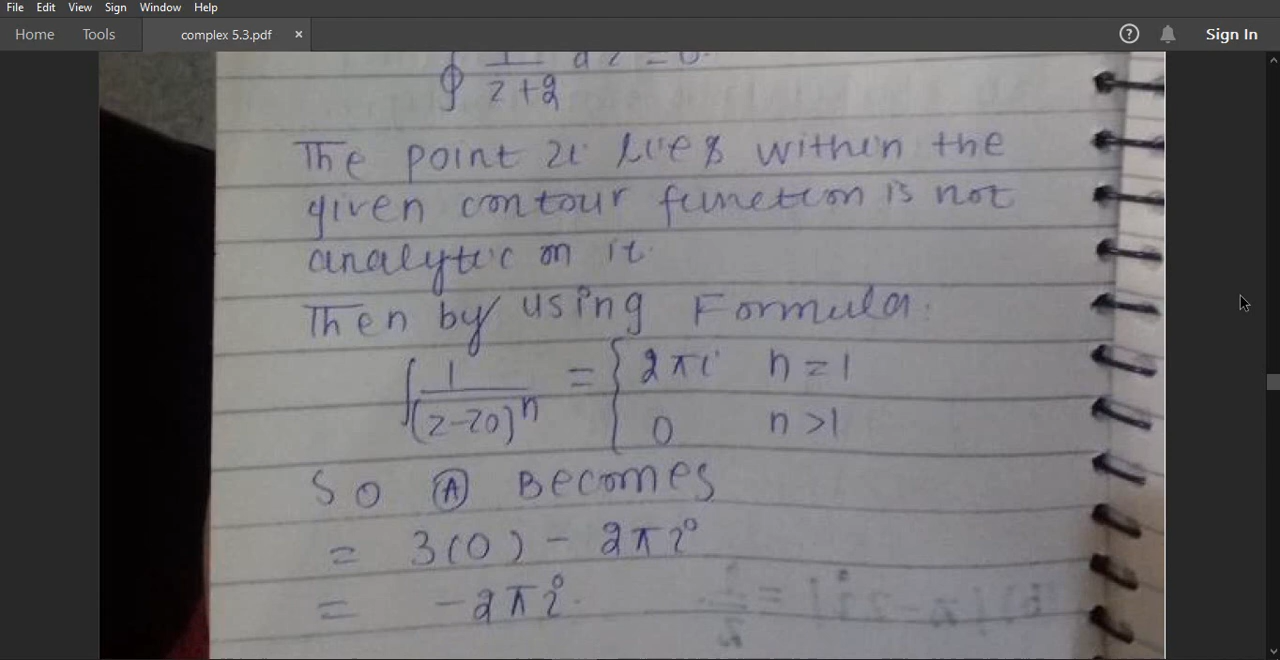 File Edit View Sign Window Help
Home Tools complex 5.3.pdf × ? Sign In
∮ 1/(z+2) dz = 0.
The point 2i lies within the
given contour function is not
analytic on it.
Then by using Formula.
∫ 1/(z-z0)^n = { 2πi n = 1
0 n >1
So Ⓐ Becomes
= 3(0) - 2πi
= -2πi.